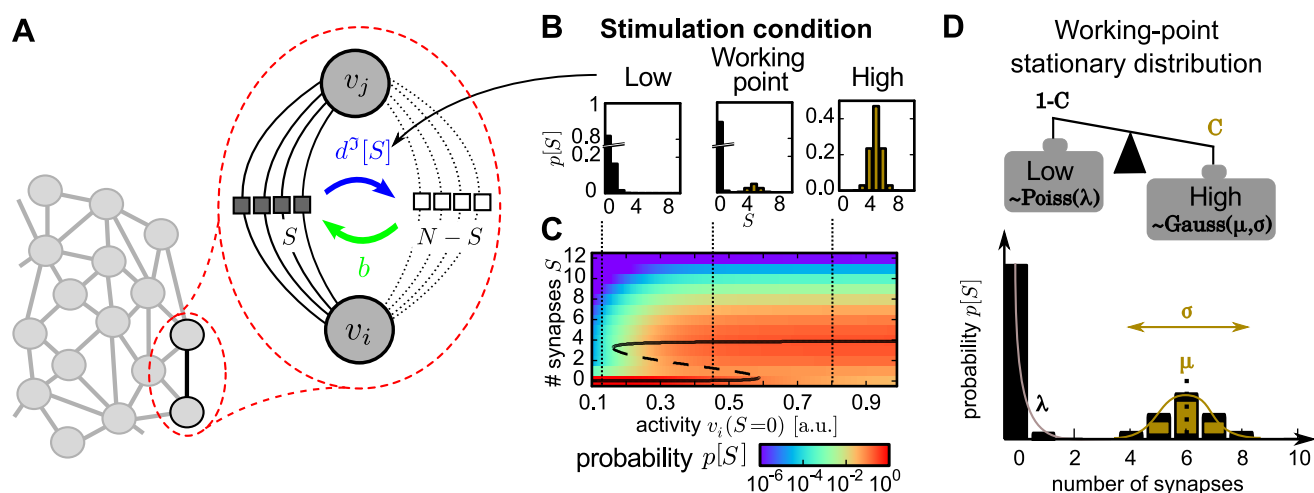 A
v_j
d^ℑ[S]
S
N − S
b
v_i
B
Stimulation condition
Low
Working
point
High
1
0.8
0.2
0
p[S]
0 4 8
0 4 8
S
0.4
0.2
0.0
0 4 8
C
12
10
8
6
4
2
0
# synapses S
0.1 0.3 0.5 0.7 0.9
activity v_i(S=0) [a.u.]
probability p[S]
10^-6 10^-4 10^-2 10^0
D
Working-point
stationary distribution
1-C
C
Low
~Poiss(λ)
High
~Gauss(μ,σ)
probability p[S]
σ
μ
λ
0 2 4 6 8 10
number of synapses